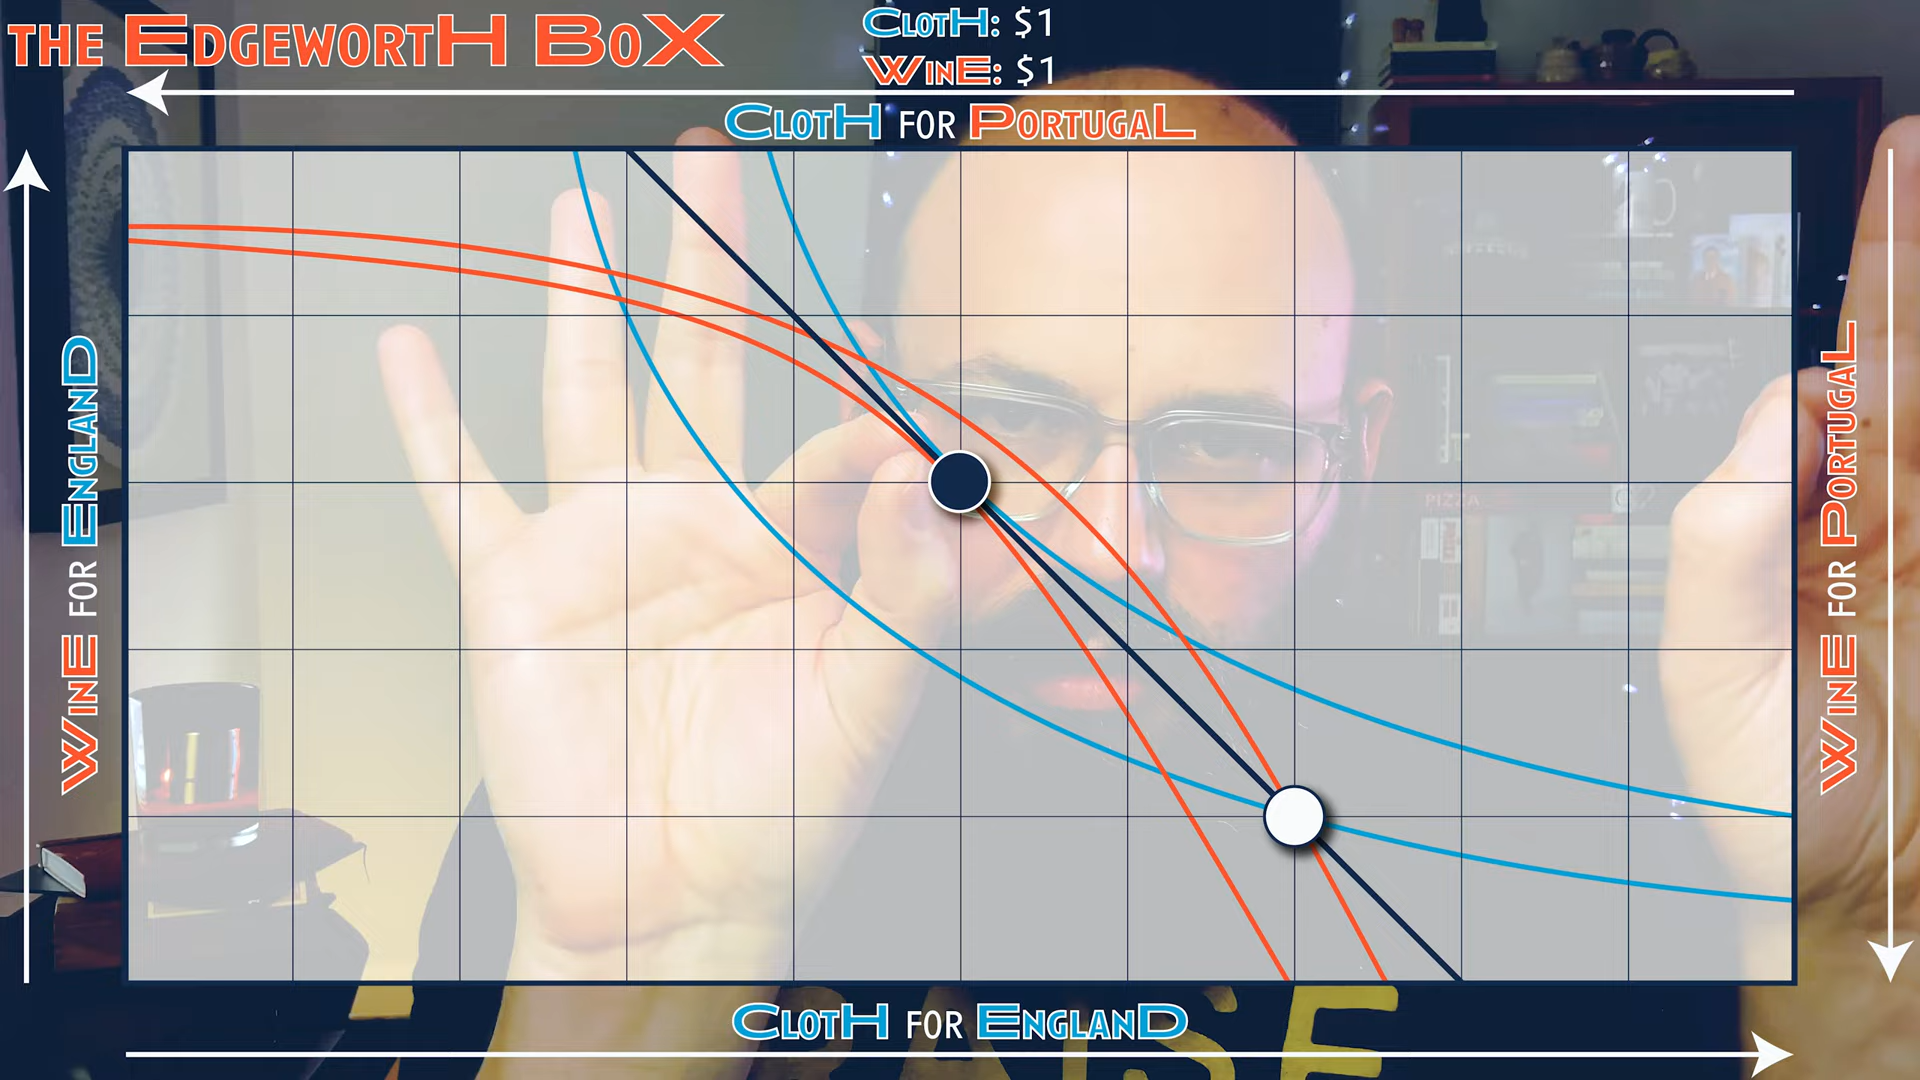 THE EDGEWORTH BOX
CLOTH: $1
WINE: $1
CLOTH FOR PORTUGAL
WINE FOR ENGLAND
WINE FOR PORTUGAL
PIZZA
CLOTH FOR ENGLAND